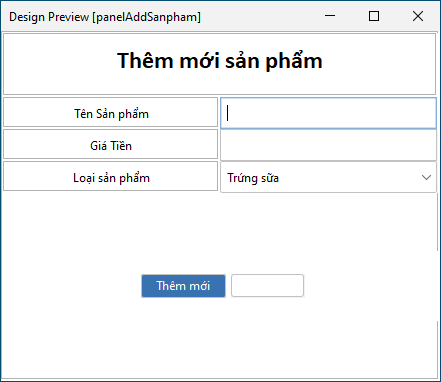 Design Preview [panelAddSanpham]
Thêm mới sản phẩm
Tên Sản phẩm
Giá Tiền
Loại sản phẩm
Trứng sữa
Thêm mới